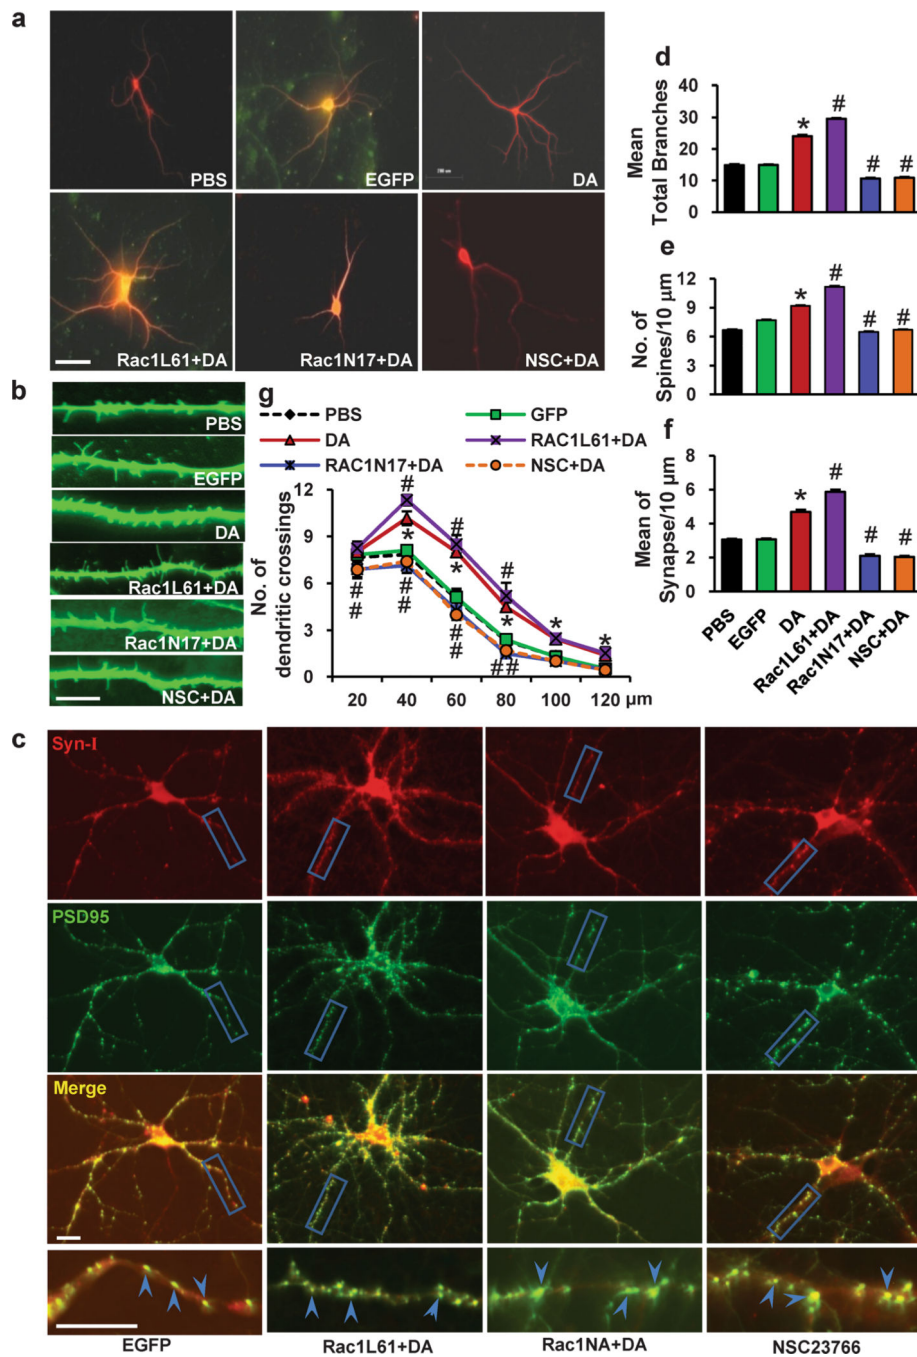 a
PBS
EGFP
DA
Rac1L61+DA
Rac1N17+DA
NSC+DA
b
PBS
EGFP
DA
Rac1L61+DA
Rac1N17+DA
NSC+DA
g
PBS
GFP
DA
RAC1L61+DA
RAC1N17+DA
NSC+DA
No. of
dendritic crossings
12
9
6
3
0
#
*
#
*
#
*
*
*
#
#
#
#
#
#
##
20 40 60 80 100 120 µm
d
Mean
Total Branches
40
30
20
10
0
*
#
#
#
e
No. of
Spines/10 µm
12
9
6
3
0
*
#
#
#
f
Mean of
Synapse/10 µm
8
6
4
2
0
*
#
#
#
PBS
EGFP
DA
Rac1L61+DA
Rac1N17+DA
NSC+DA
c
Syn-I
PSD95
Merge
EGFP
Rac1L61+DA
Rac1NA+DA
NSC23766